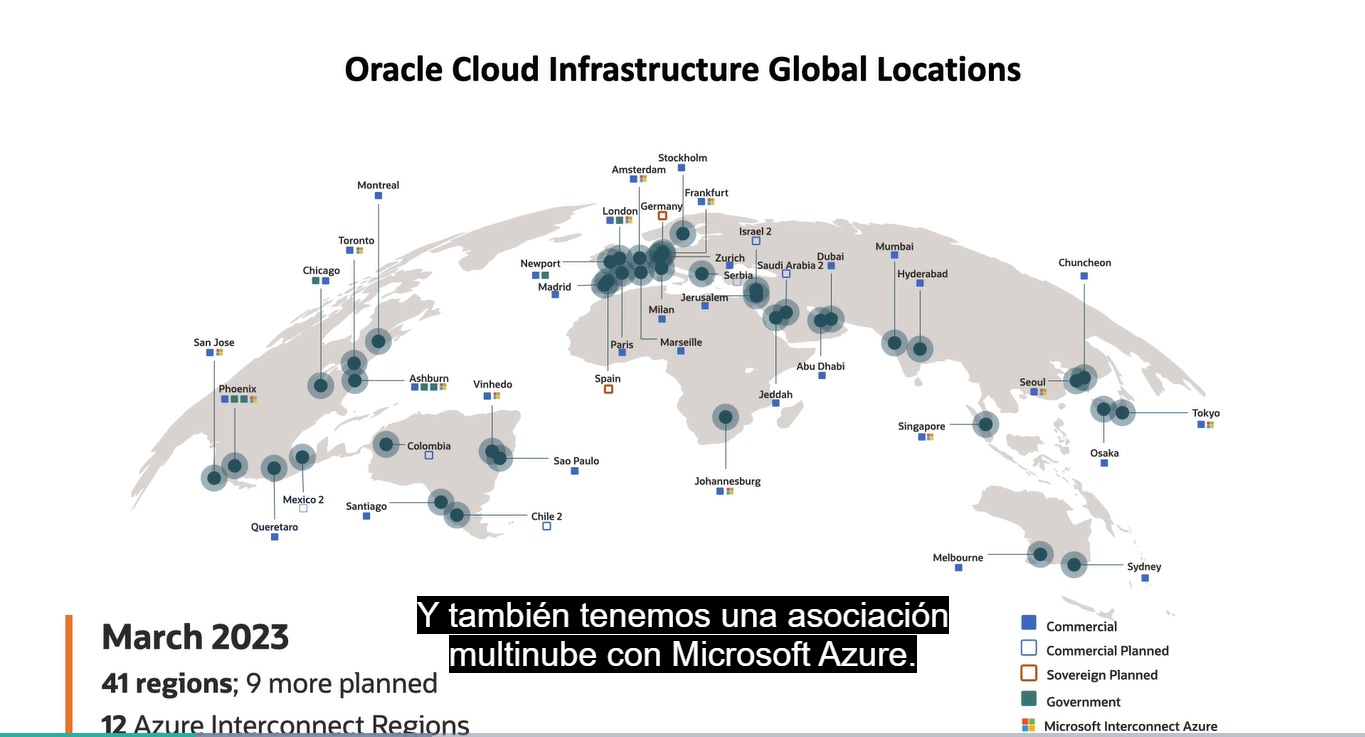 Oracle Cloud Infrastructure Global Locations
Stockholm
Amsterdam
Montreal
Frankfurt
Germany
London
Israel 2
Toronto
Mumbai
Zurich
Dubai
Chuncheon
Newport
Saudi Arabia 2
Chicago
Hyderabad
Serbia
Madrid
Jerusalem
Milan
San Jose
Paris
Marseille
Abu Dhabi
Ashburn
Spain
Seoul
Vinhedo
Phoenix
Jeddah
Tokyo
Singapore
Colombia
Osaka
Sao Paulo
Johannesburg
Mexico 2
Santiago
Chile 2
Queretaro
Melbourne
Sydney
Y también tenemos una asociación
multinube con Microsoft Azure.
March 2023
41 regions; 9 more planned
12 Azure Interconnect Regions
Commercial
Commercial Planned
Sovereign Planned
Government
Microsoft Interconnect Azure